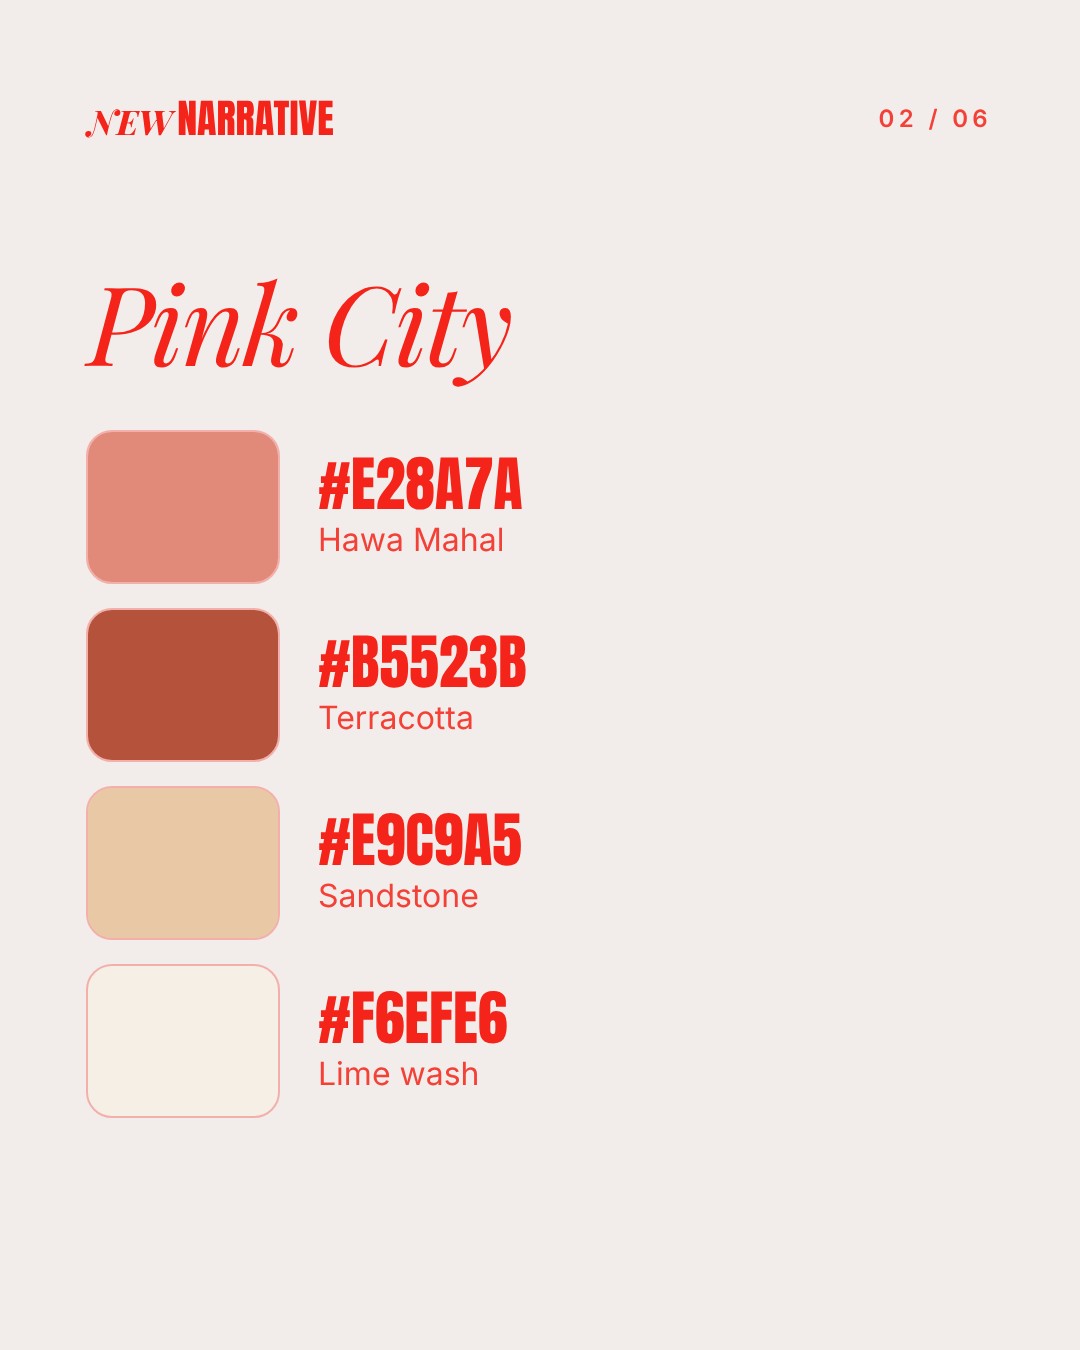 NEW NARRATIVE
02 / 06
Pink City
#E28A7A
Hawa Mahal
#B5523B
Terracotta
#E9C9A5
Sandstone
#F6EFE6
Lime wash